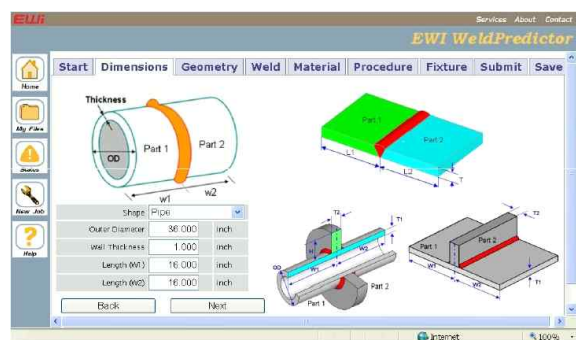 EWi
Services About Contact
EWI WeldPredictor
Start Dimensions Geometry Weld Material Procedure Fixture Submit Save
Home
My Files
Status
New Job
Help
Thickness
OD
Part 1
Part 2
W1
W2
Part 1
Part 2
L1
L2
T
Shape Pipe
Outer Diameter 36.000 inch
Wall Thickness 1.000 inch
Length (W1) 16.000 inch
Length (W2) 16.000 inch
Back Next
T2
T1
H
W1
W2
OD
Part 1
Part 2
T2
Part 1
Part 2
W1
W2
T1
Internet 100%